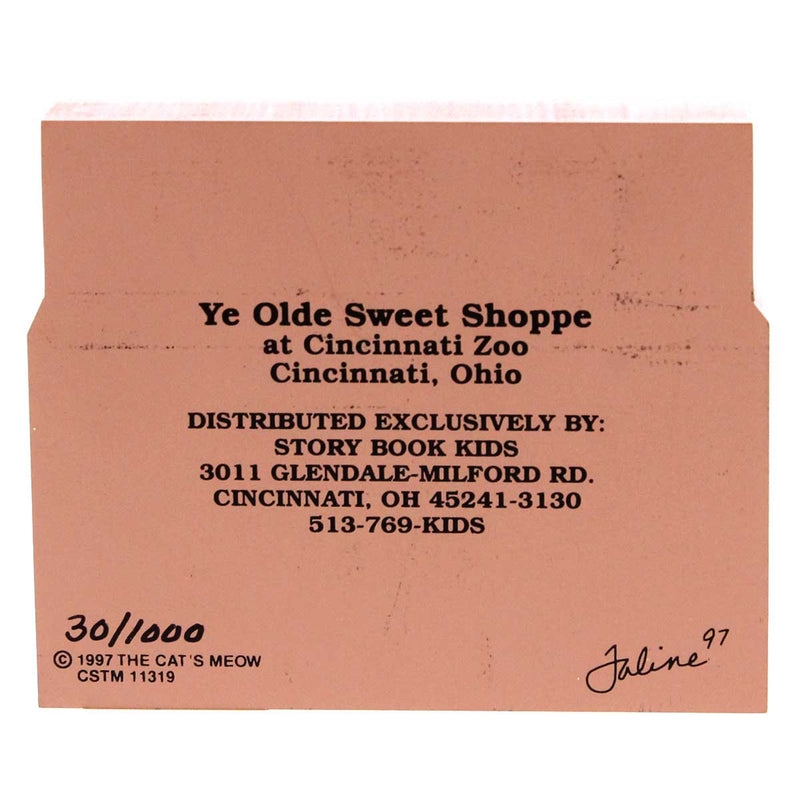 Ye Olde Sweet Shoppe
at Cincinnati Zoo
Cincinnati, Ohio
DISTRIBUTED EXCLUSIVELY BY:
STORY BOOK KIDS
3011 GLENDALE-MILFORD RD.
CINCINNATI, OH 45241-3130
513-769-KIDS
30/1000
© 1997 THE CAT'S MEOW
CSTM 11319
Faline 97